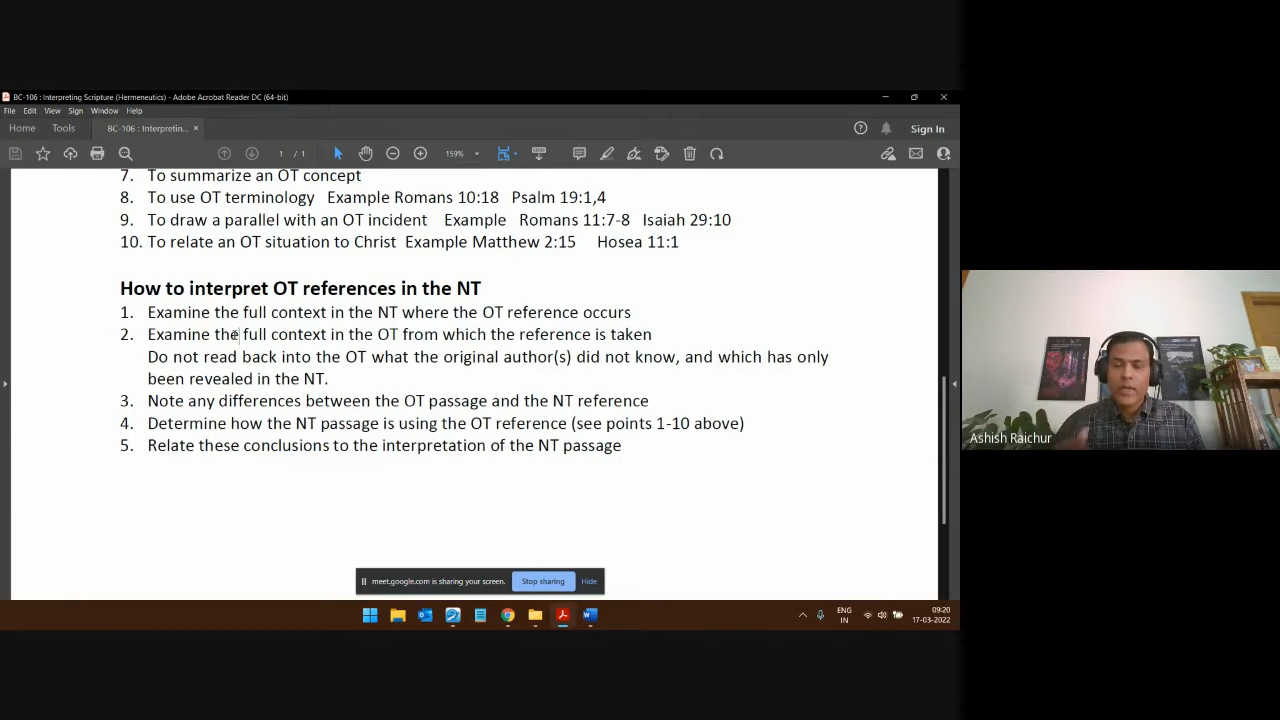 BC-106 : Interpreting Scripture (Hermeneutics) - Adobe Acrobat Reader DC (64-bit)
File Edit View Sign Window Help
Home Tools BC-106 : Interpretin... × Sign In
1 / 1 159%
7. To summarize an OT concept
8. To use OT terminology Example Romans 10:18 Psalm 19:1,4
9. To draw a parallel with an OT incident Example Romans 11:7-8 Isaiah 29:10
10. To relate an OT situation to Christ Example Matthew 2:15 Hosea 11:1
How to interpret OT references in the NT
1. Examine the full context in the NT where the OT reference occurs
2. Examine the full context in the OT from which the reference is taken
Do not read back into the OT what the original author(s) did not know, and which has only
been revealed in the NT.
3. Note any differences between the OT passage and the NT reference
4. Determine how the NT passage is using the OT reference (see points 1-10 above)
5. Relate these conclusions to the interpretation of the NT passage
Ashish Raichur
meet.google.com is sharing your screen. Stop sharing Hide
ENG 09:20
IN 17-03-2022